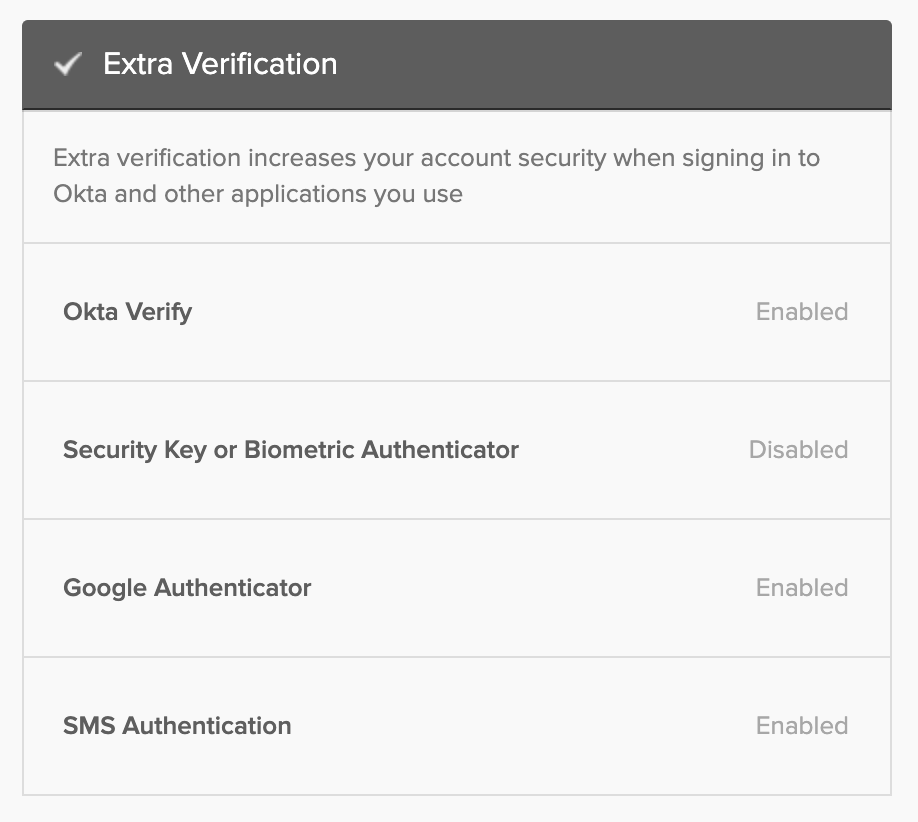 Extra Verification
Extra verification increases your account security when signing in to
Okta and other applications you use
Okta Verify Enabled
Security Key or Biometric Authenticator Disabled
Google Authenticator Enabled
SMS Authentication Enabled